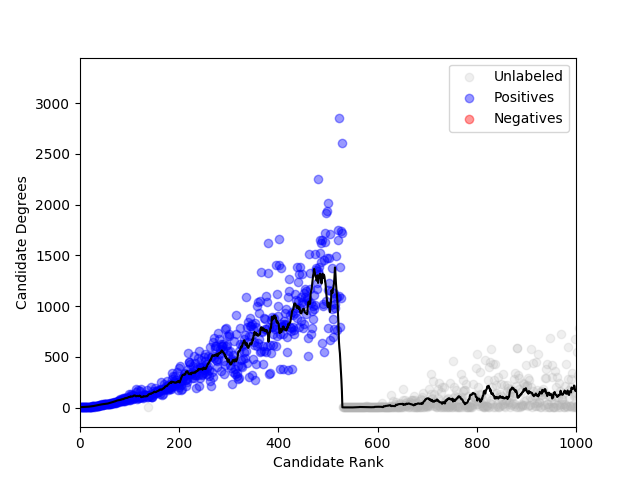 Unlabeled
Positives
Negatives
3000
2500
2000
1500
1000
500
0
Candidate Degrees
0 200 400 600 800 1000
Candidate Rank